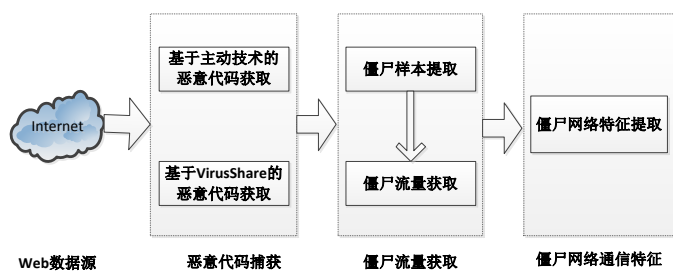 Internet
基于主动技术的
恶意代码获取
基于VirusShare的
恶意代码获取
僵尸样本提取
僵尸流量获取
僵尸网络特征提取
Web数据源
恶意代码捕获
僵尸流量获取
僵尸网络通信特征